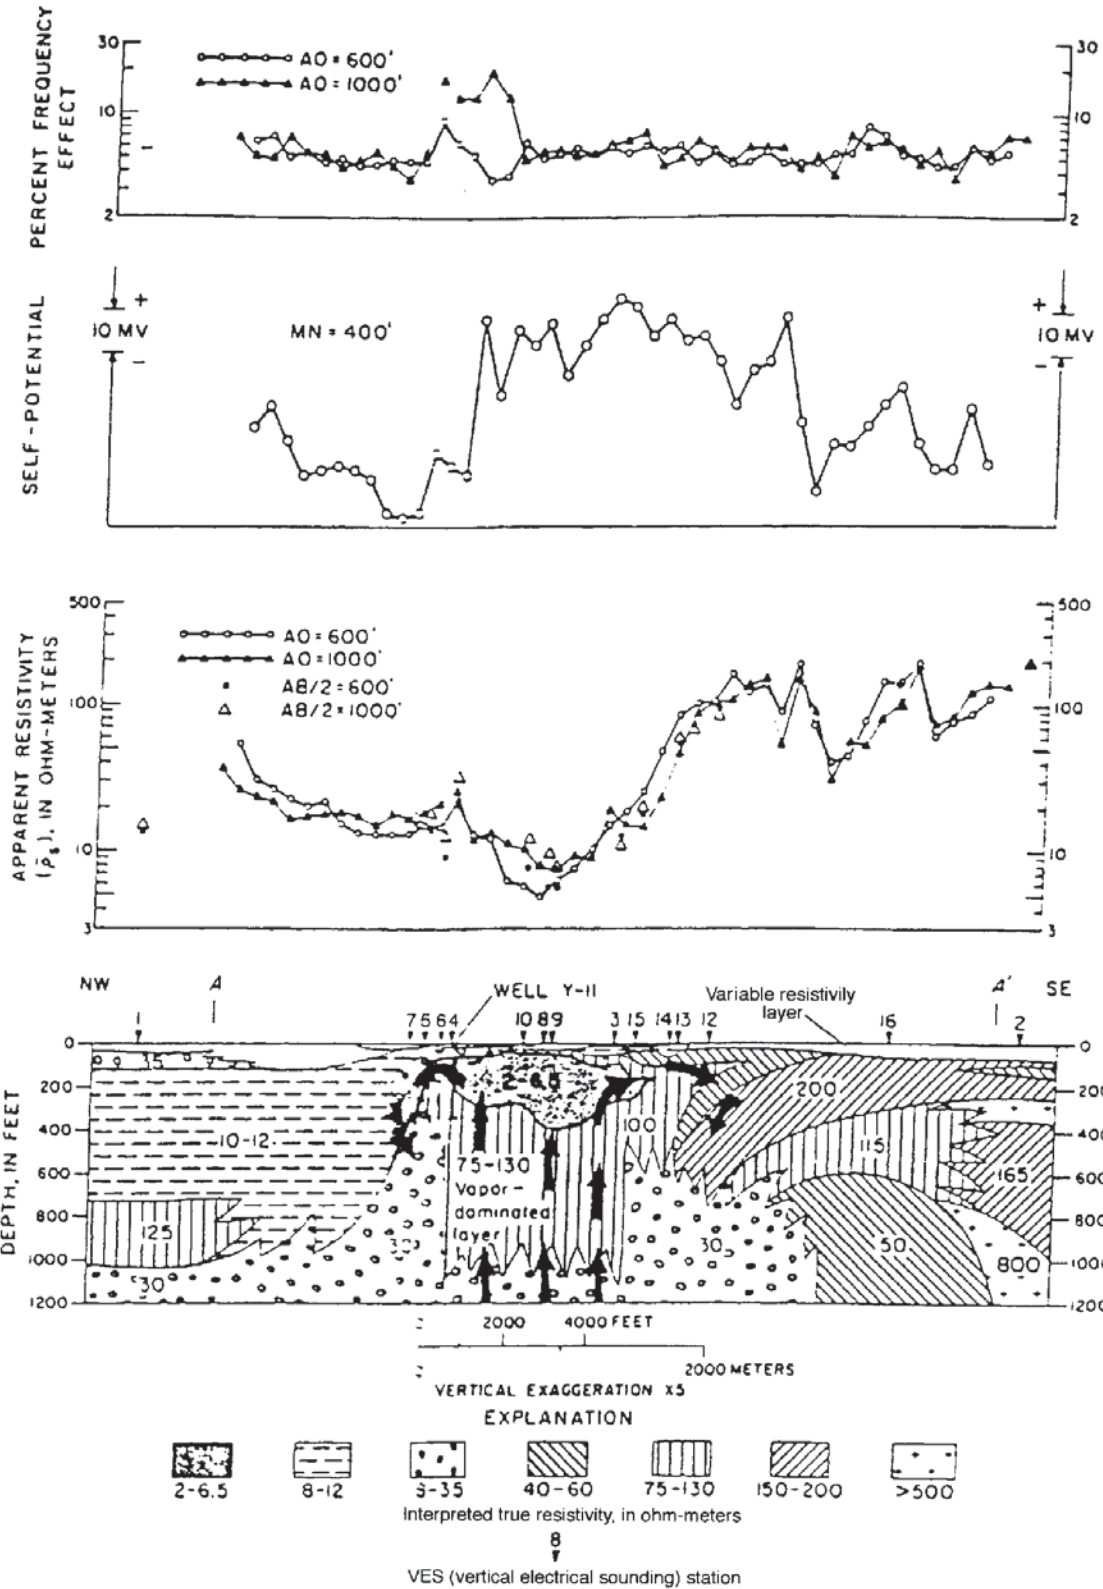 PERCENT FREQUENCY EFFECT
30
10
2
AO = 600'
AO = 1000'
30
10
2
SELF-POTENTIAL
+
10 MV
−
MN = 400'
+
10 MV
−
APPARENT RESISTIVITY
IN OHM-METERS
500
100
10
3
AO = 600'
AO = 1000'
AB/2 = 600'
AB/2 = 1000'
500
100
10
3
NW
A
WELL Y-11
Variable resistivily
layer
A'
SE
1
7 5 6 4
10 8 9
3 15
14 13
12
16
2
DEPTH, IN FEET
0
200
400
600
800
1000
1200
10-12
125
30
2-6.5
75-130
Vapor-
dominated
layer
100
30
200
115
50
165
800
0
200
400
600
800
1000
1200
2000
4000 FEET
2000 METERS
VERTICAL EXAGGERATION X5
EXPLANATION
2-6.5
8-12
40-60
75-130
150-200
>500
Interpreted true resistivity, in ohm-meters
8
VES (vertical electrical sounding) station